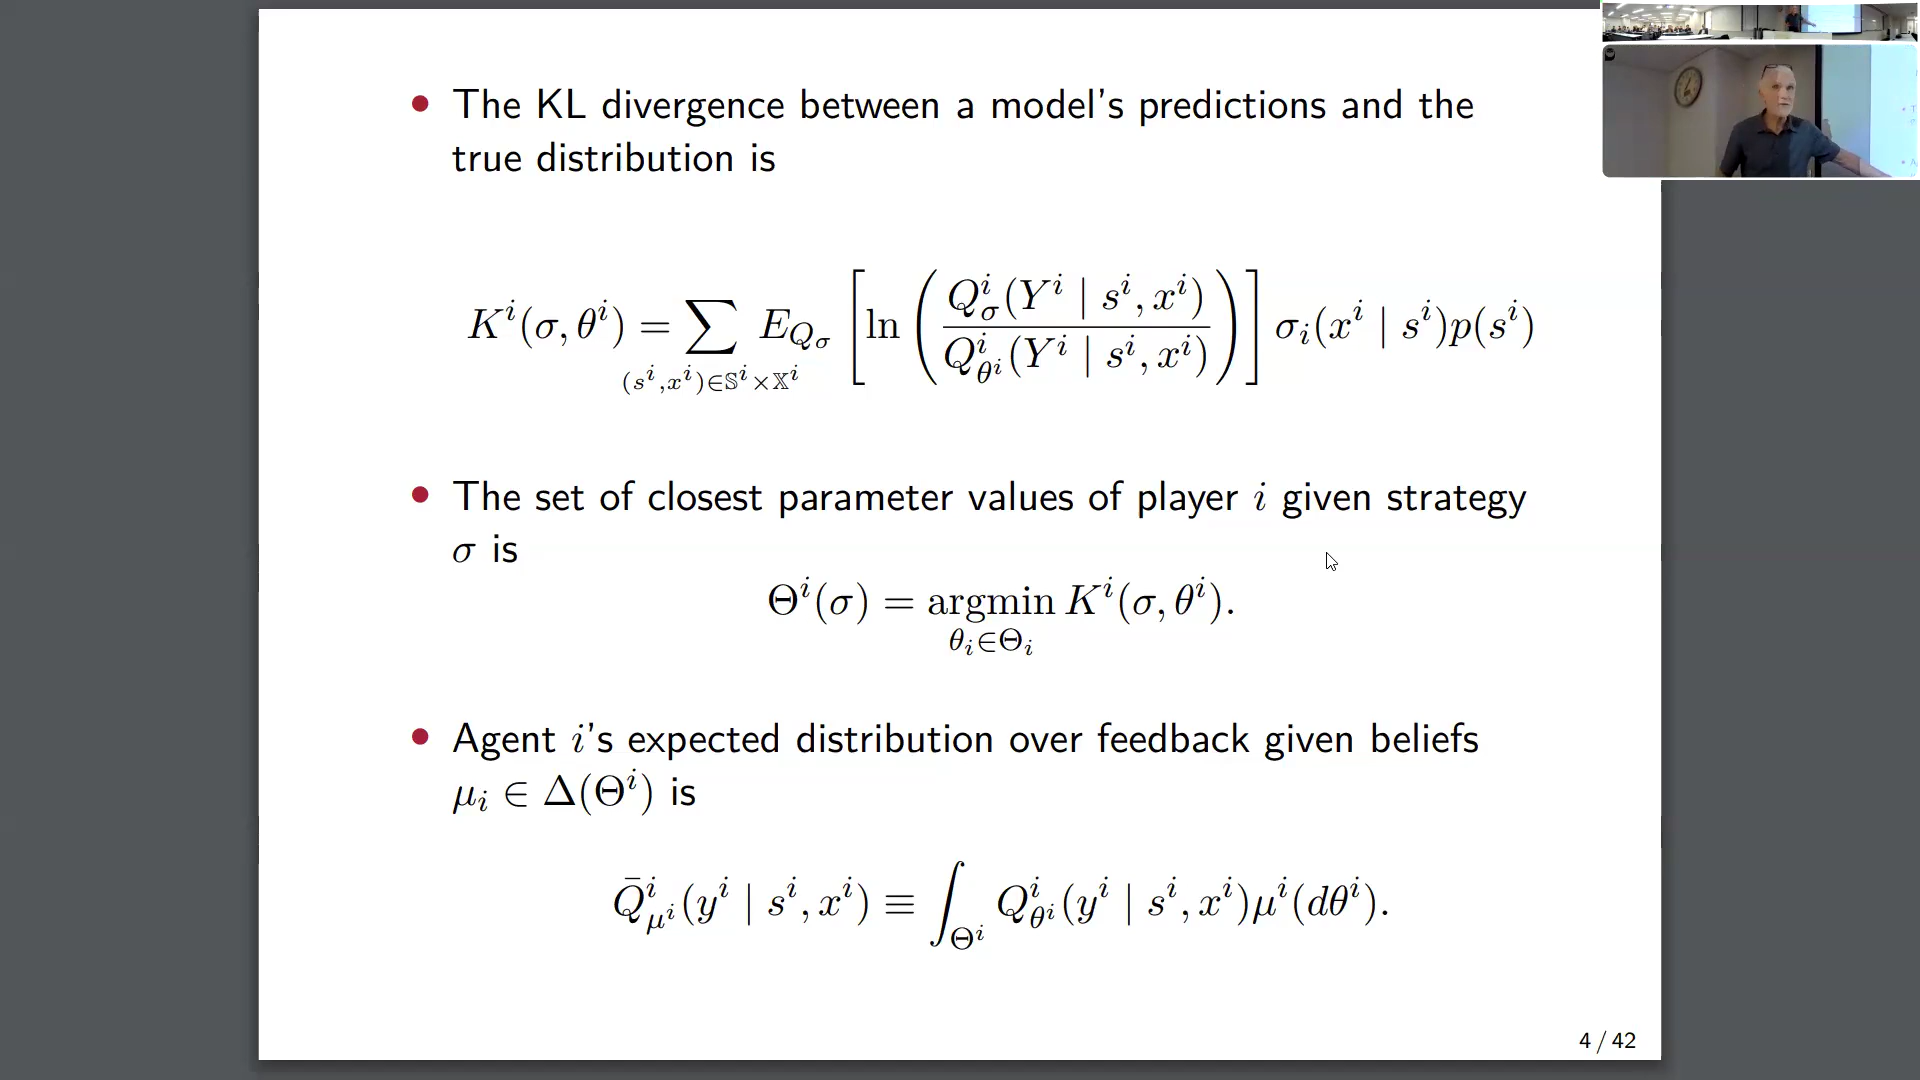 • The KL divergence between a model's predictions and the
true distribution is
K^i(σ, θ^i) = ∑_{(s^i,x^i)∈𝕊^i×𝕏^i} E_{Q_σ} [ln (Q^i_σ(Y^i | s^i, x^i) / Q^i_{θ^i}(Y^i | s^i, x^i))] σ_i(x^i | s^i)p(s^i)
• The set of closest parameter values of player i given strategy
σ is
Θ^i(σ) = argmin_{θ_i∈Θ_i} K^i(σ, θ^i).
• Agent i's expected distribution over feedback given beliefs
μ_i ∈ Δ(Θ^i) is
Q̄^i_{μ^i}(y^i | s^i, x^i) ≡ ∫_{Θ^i} Q^i_{θ^i}(y^i | s^i, x^i)μ^i(dθ^i).
4 / 42